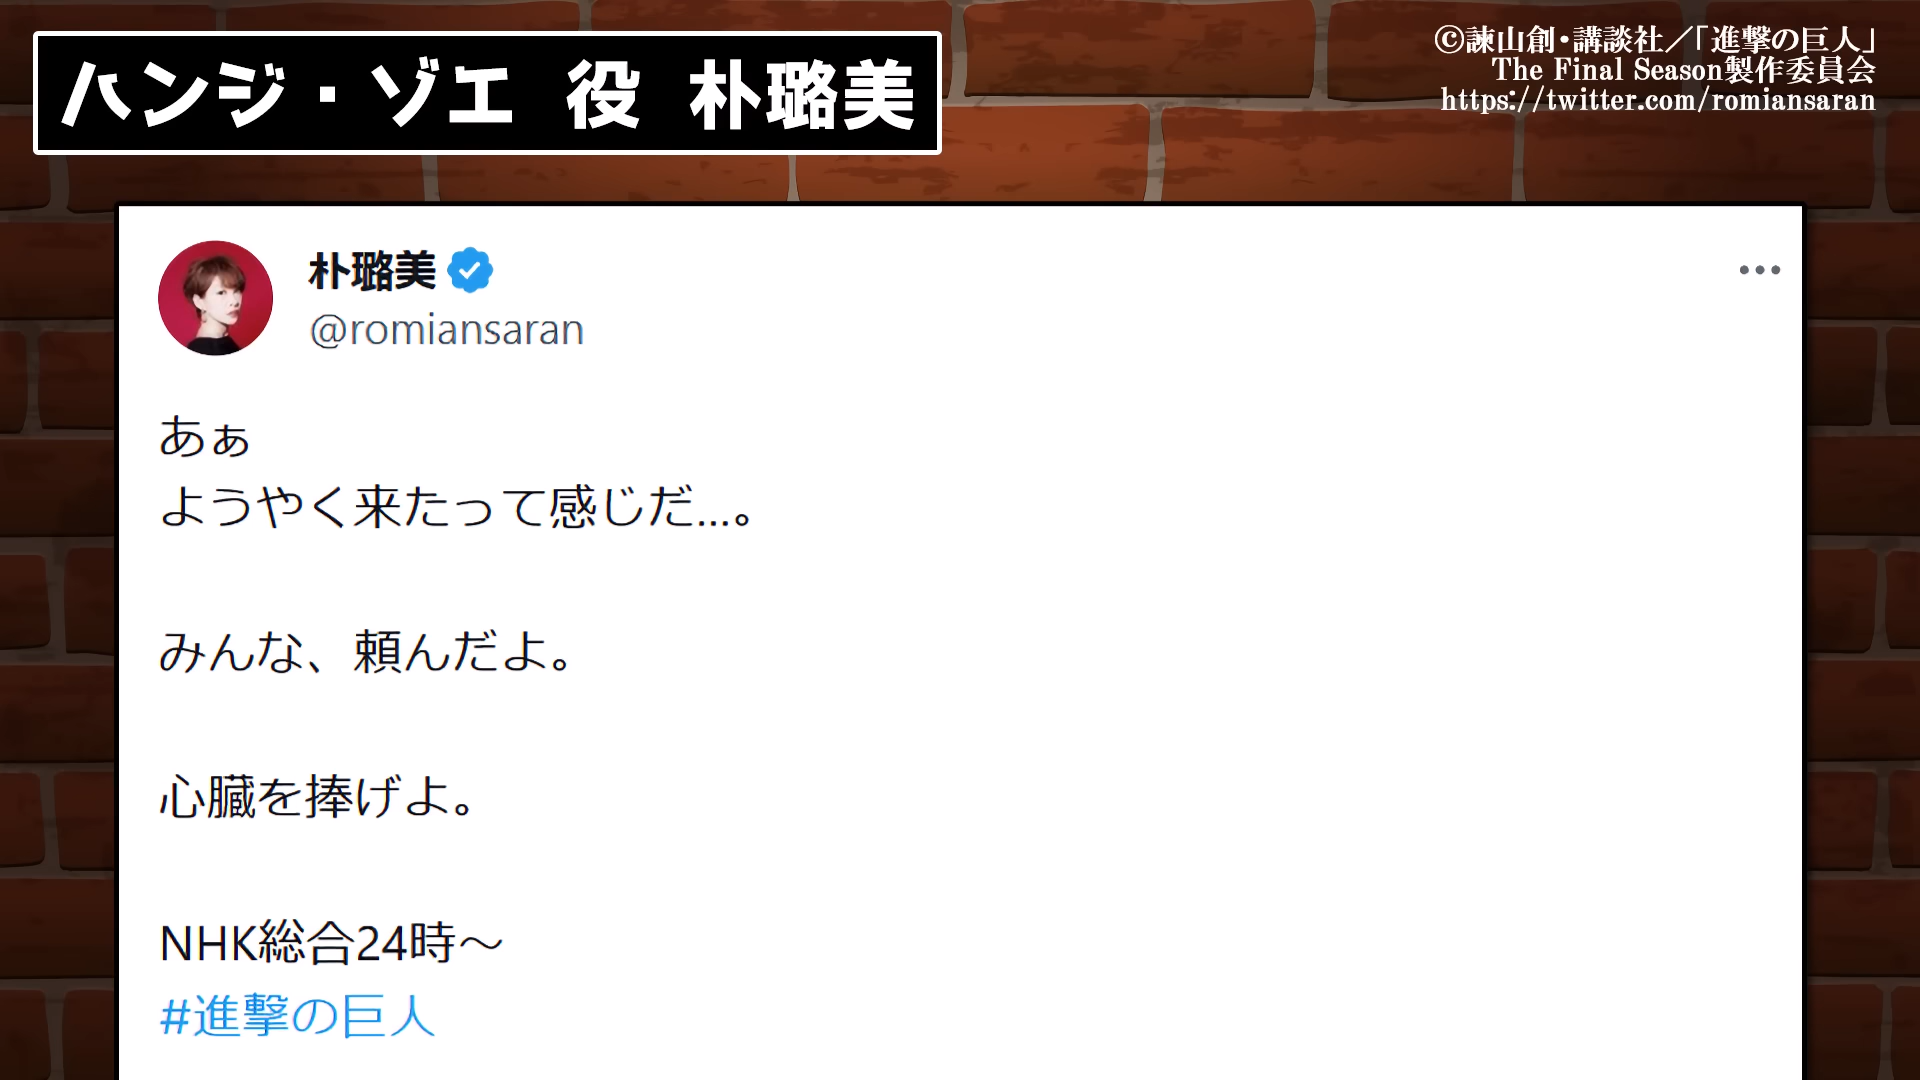 ハンジ・ゾエ 役 朴璐美
©諫山創・講談社／「進撃の巨人」
The Final Season製作委員会
https://twitter.com/romiansaran
朴璐美
@romiansaran
あぁ
ようやく来たって感じだ...。
みんな、頼んだよ。
心臓を捧げよ。
NHK総合24時～
#進撃の巨人